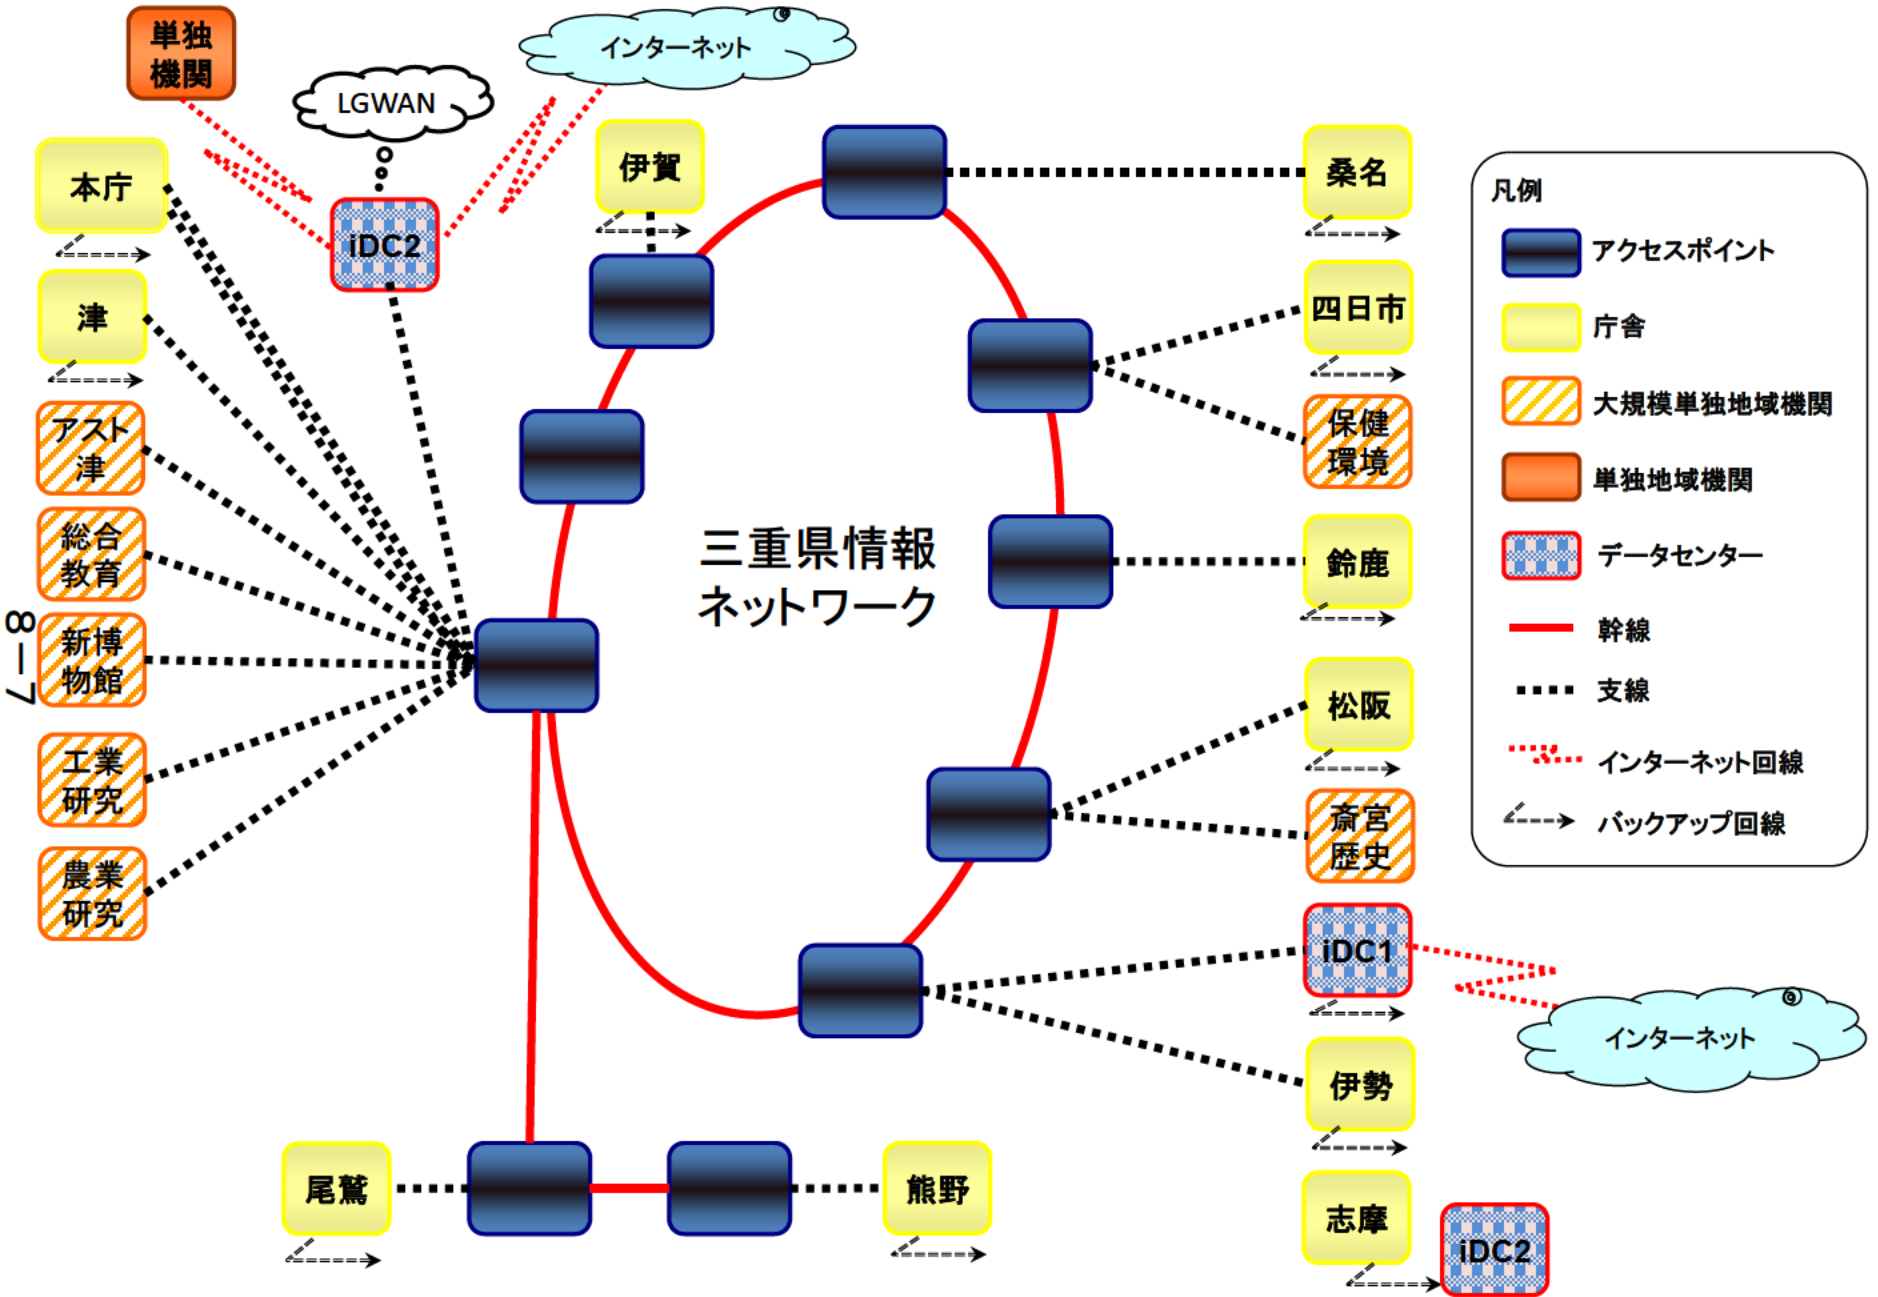 単独
機関
LGWAN
インターネット
本庁
iDC2
伊賀
桑名
津
四日市
アスト
津
保健
環境
総合
教育
三重県情報
ネットワーク
鈴鹿
8－7
新博
物館
松阪
工業
研究
斎宮
歴史
農業
研究
iDC1
インターネット
伊勢
尾鷲
熊野
志摩
iDC2
凡例
アクセスポイント
庁舎
大規模単独地域機関
単独地域機関
データセンター
幹線
支線
インターネット回線
バックアップ回線